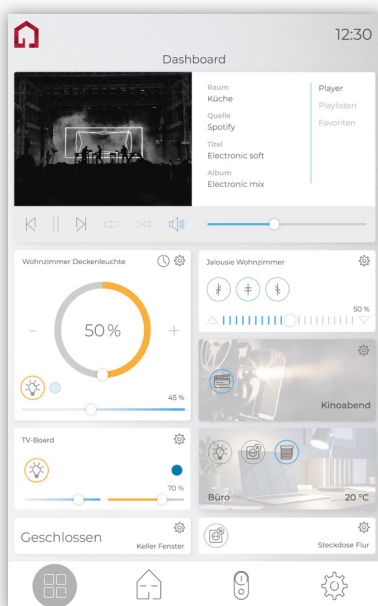 12:30
Dashboard
Raum
Küche
Quelle
Spotify
Titel
Electronic soft
Album
Electronic mix
Player
Playlisten
Favoriten
Wohnzimmer Deckenleuchte
50 %
45 %
Jalousie Wohnzimmer
50 %
Kinoabend
TV-Board
70 %
Büro
20 °C
Geschlossen
Keller Fenster
Steckdose Flur